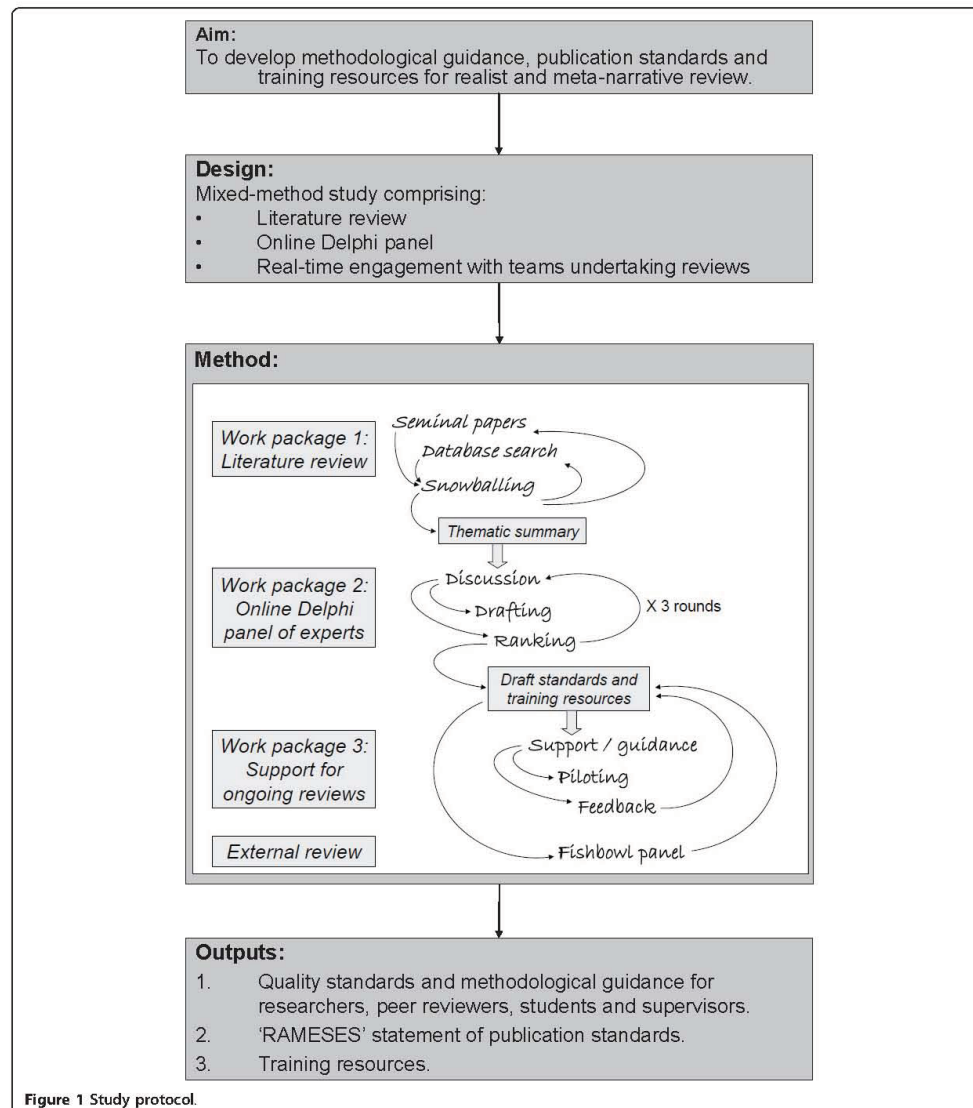 Aim:
To develop methodological guidance, publication standards and
training resources for realist and meta-narrative review.
Design:
Mixed-method study comprising:
• Literature review
• Online Delphi panel
• Real-time engagement with teams undertaking reviews
Method:
Work package 1:
Literature review
Seminal papers
Database search
Snowballing
Thematic summary
Work package 2:
Online Delphi
panel of experts
Discussion
Drafting
Ranking
X 3 rounds
Draft standards and
training resources
Work package 3:
Support for
ongoing reviews
Support / guidance
Piloting
Feedback
External review
Fishbowl panel
Outputs:
1. Quality standards and methodological guidance for
researchers, peer reviewers, students and supervisors.
2. ‘RAMESES’ statement of publication standards.
3. Training resources.
Figure 1 Study protocol.